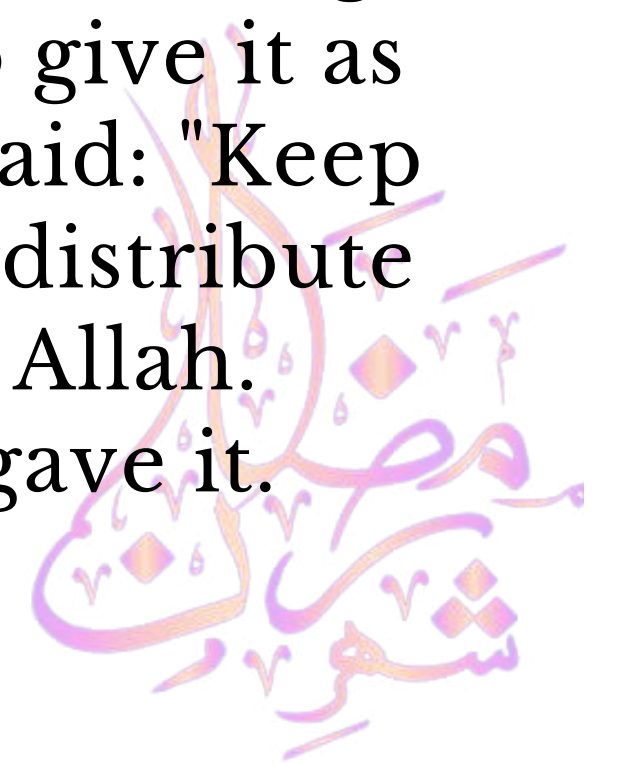 give it as
aid: "Keep
distribute
Allah.
gave it.
شهر رمضان